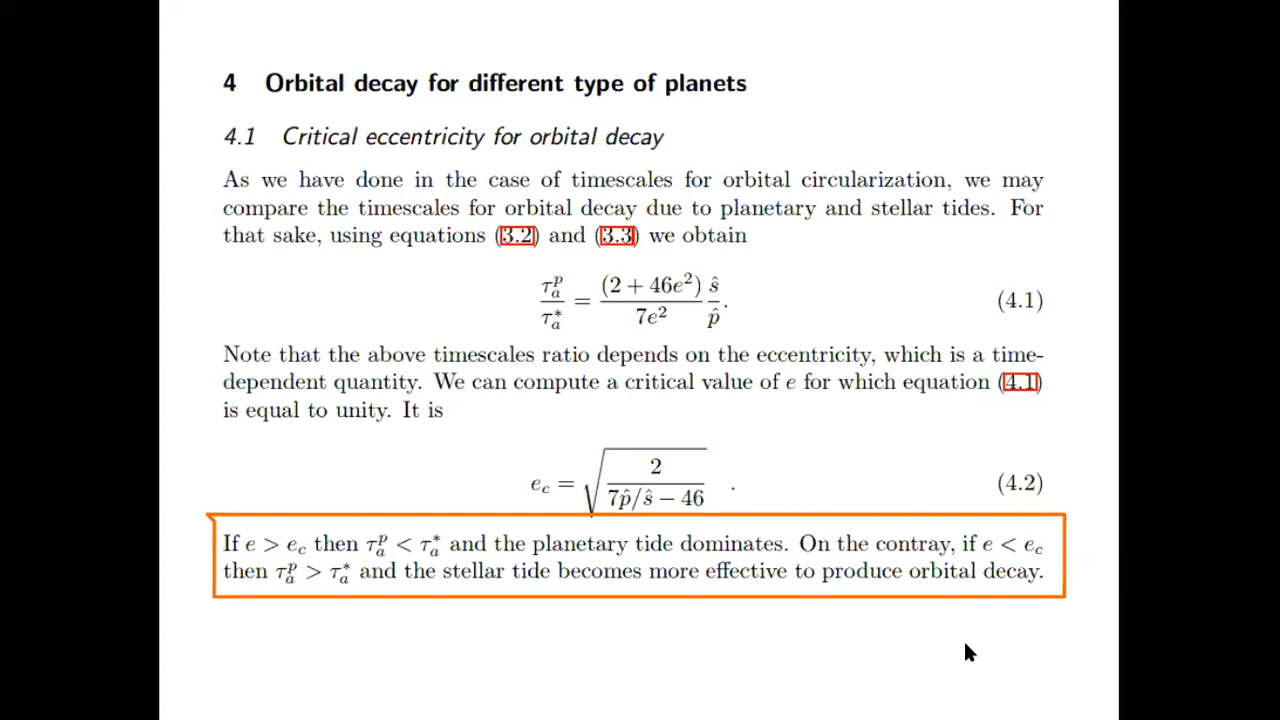 4 Orbital decay for different type of planets
4.1 Critical eccentricity for orbital decay
As we have done in the case of timescales for orbital circularization, we may
compare the timescales for orbital decay due to planetary and stellar tides. For
that sake, using equations (3.2) and (3.3) we obtain
τ_a^p / τ_a^* = (2 + 46e²) / 7e² ŝ / p̂ . (4.1)
Note that the above timescales ratio depends on the eccentricity, which is a time-
dependent quantity. We can compute a critical value of e for which equation (4.1)
is equal to unity. It is
e_c = √(2 / (7p̂/ŝ − 46)) . (4.2)
If e > e_c then τ_a^p < τ_a^* and the planetary tide dominates. On the contray, if e < e_c
then τ_a^p > τ_a^* and the stellar tide becomes more effective to produce orbital decay.